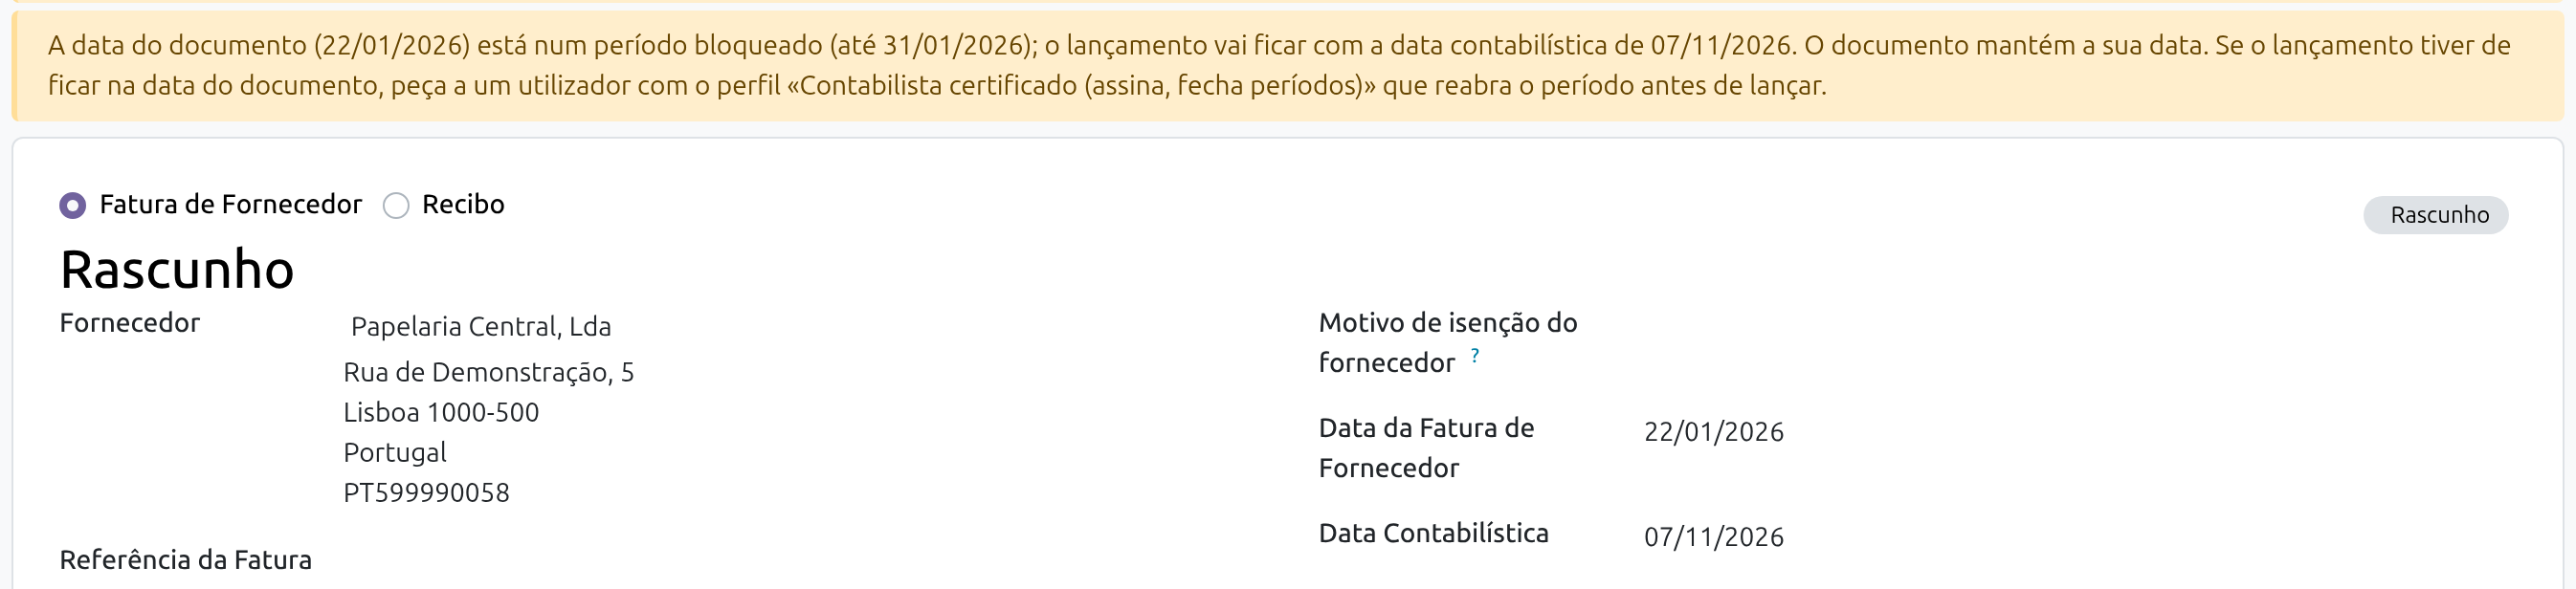 A data do documento (22/01/2026) está num período bloqueado (até 31/01/2026); o lançamento vai ficar com a data contabilística de 07/11/2026. O documento mantém a sua data. Se o lançamento tiver de
ficar na data do documento, peça a um utilizador com o perfil «Contabilista certificado (assina, fecha períodos)» que reabra o período antes de lançar.
Fatura de Fornecedor Recibo
Rascunho
Rascunho
Fornecedor
Papelaria Central, Lda
Rua de Demonstração, 5
Lisboa 1000-500
Portugal
PT599990058
Referência da Fatura
Motivo de isenção do
fornecedor ?
Data da Fatura de
Fornecedor
22/01/2026
Data Contabilística
07/11/2026